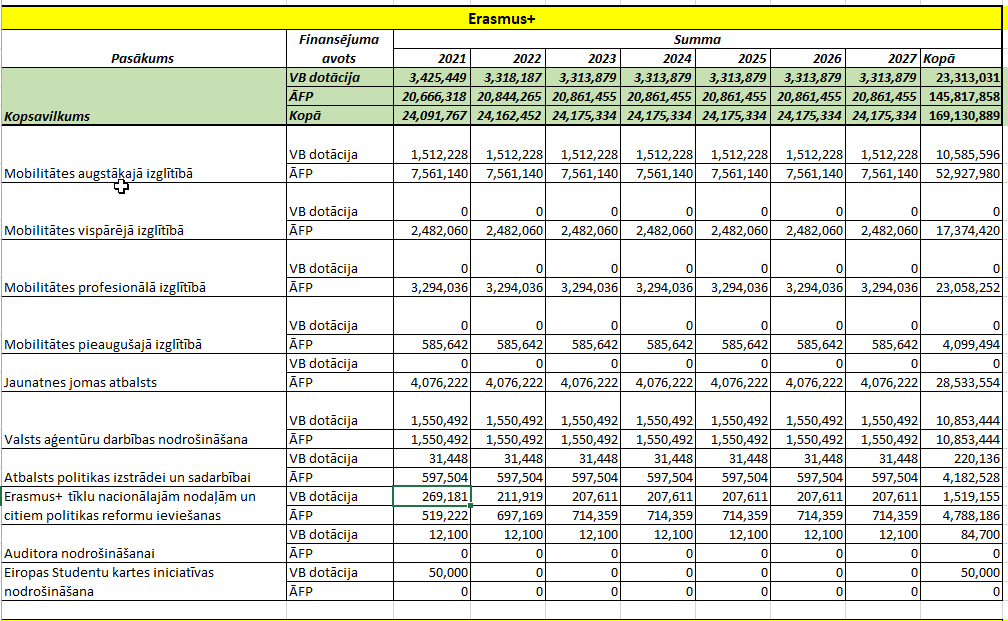 Erasmus+
Pasākums Finansējuma avots Summa
2021 2022 2023 2024 2025 2026 2027 Kopā
Kopsavilkums VB dotācija 3,425,449 3,318,187 3,313,879 3,313,879 3,313,879 3,313,879 3,313,879 23,313,031
ĀFP 20,666,318 20,844,265 20,861,455 20,861,455 20,861,455 20,861,455 20,861,455 145,817,858
Kopā 24,091,767 24,162,452 24,175,334 24,175,334 24,175,334 24,175,334 24,175,334 169,130,889
Mobilitātes augstākajā izglītībā VB dotācija 1,512,228 1,512,228 1,512,228 1,512,228 1,512,228 1,512,228 1,512,228 10,585,596
ĀFP 7,561,140 7,561,140 7,561,140 7,561,140 7,561,140 7,561,140 7,561,140 52,927,980
Mobilitātes vispārējā izglītībā VB dotācija 0 0 0 0 0 0 0 0
ĀFP 2,482,060 2,482,060 2,482,060 2,482,060 2,482,060 2,482,060 2,482,060 17,374,420
Mobilitātes profesionālā izglītībā VB dotācija 0 0 0 0 0 0 0 0
ĀFP 3,294,036 3,294,036 3,294,036 3,294,036 3,294,036 3,294,036 3,294,036 23,058,252
Mobilitātes pieaugušajā izglītībā VB dotācija 0 0 0 0 0 0 0 0
ĀFP 585,642 585,642 585,642 585,642 585,642 585,642 585,642 4,099,494
Jaunatnes jomas atbalsts VB dotācija 0 0 0 0 0 0 0 0
ĀFP 4,076,222 4,076,222 4,076,222 4,076,222 4,076,222 4,076,222 4,076,222 28,533,554
Valsts aģentūru darbības nodrošināšana VB dotācija 1,550,492 1,550,492 1,550,492 1,550,492 1,550,492 1,550,492 1,550,492 10,853,444
ĀFP 1,550,492 1,550,492 1,550,492 1,550,492 1,550,492 1,550,492 1,550,492 10,853,444
Atbalsts politikas izstrādei un sadarbībai VB dotācija 31,448 31,448 31,448 31,448 31,448 31,448 31,448 220,136
ĀFP 597,504 597,504 597,504 597,504 597,504 597,504 597,504 4,182,528
Erasmus+ tīklu nacionālajām nodaļām un VB dotācija 269,181 211,919 207,611 207,611 207,611 207,611 207,611 1,519,155
citiem politikas reformu ieviešanas ĀFP 519,222 697,169 714,359 714,359 714,359 714,359 714,359 4,788,186
Auditora nodrošināšanai VB dotācija 12,100 12,100 12,100 12,100 12,100 12,100 12,100 84,700
ĀFP 0 0 0 0 0 0 0 0
Eiropas Studentu kartes iniciatīvas VB dotācija 50,000 0 0 0 0 0 0 50,000
nodrošināšana ĀFP 0 0 0 0 0 0 0 0